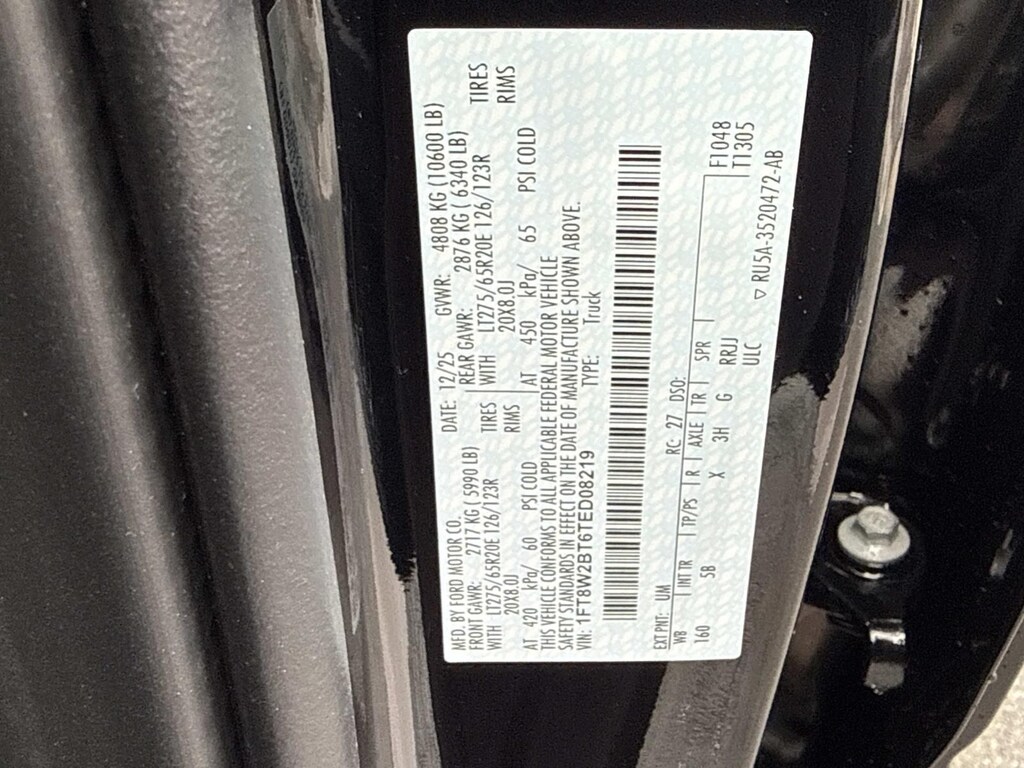 MFD. BY FORD MOTOR CO. DATE: 12/25 GVWR: 4808 KG (10600 LB)
FRONT GAWR: 2717 KG ( 5990 LB) REAR GAWR: 2876 KG ( 6340 LB)
WITH LT275/65R20E 126/123R TIRES WITH LT275/65R20E 126/123R TIRES
20X8.0J RIMS 20X8.0J RIMS
AT 420 kPa/ 60 PSI COLD AT 450 kPa/ 65 PSI COLD
THIS VEHICLE CONFORMS TO ALL APPLICABLE FEDERAL MOTOR VEHICLE
SAFETY STANDARDS IN EFFECT ON THE DATE OF MANUFACTURE SHOWN ABOVE.
VIN: 1FT8W2BT6TED08219 TYPE: Truck
EXT PNT: UM RC: 27 DSO:
WB INT TR TP/PS R AXLE TR SPR F1048
160 5B X 3H G RRJJ T1305
ULC
▽ RU5A-3520472-AB